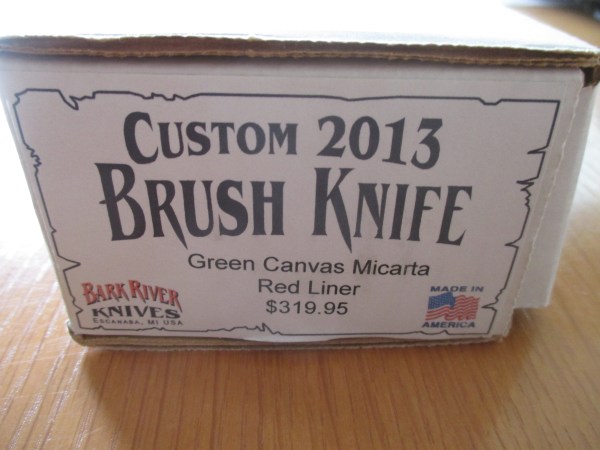 CUSTOM 2013
BRUSH KNIFE
Green Canvas Micarta
Red Liner
$319.95
BARK RIVER
KNIVES
ESCANABA, MI USA
MADE IN
AMERICA